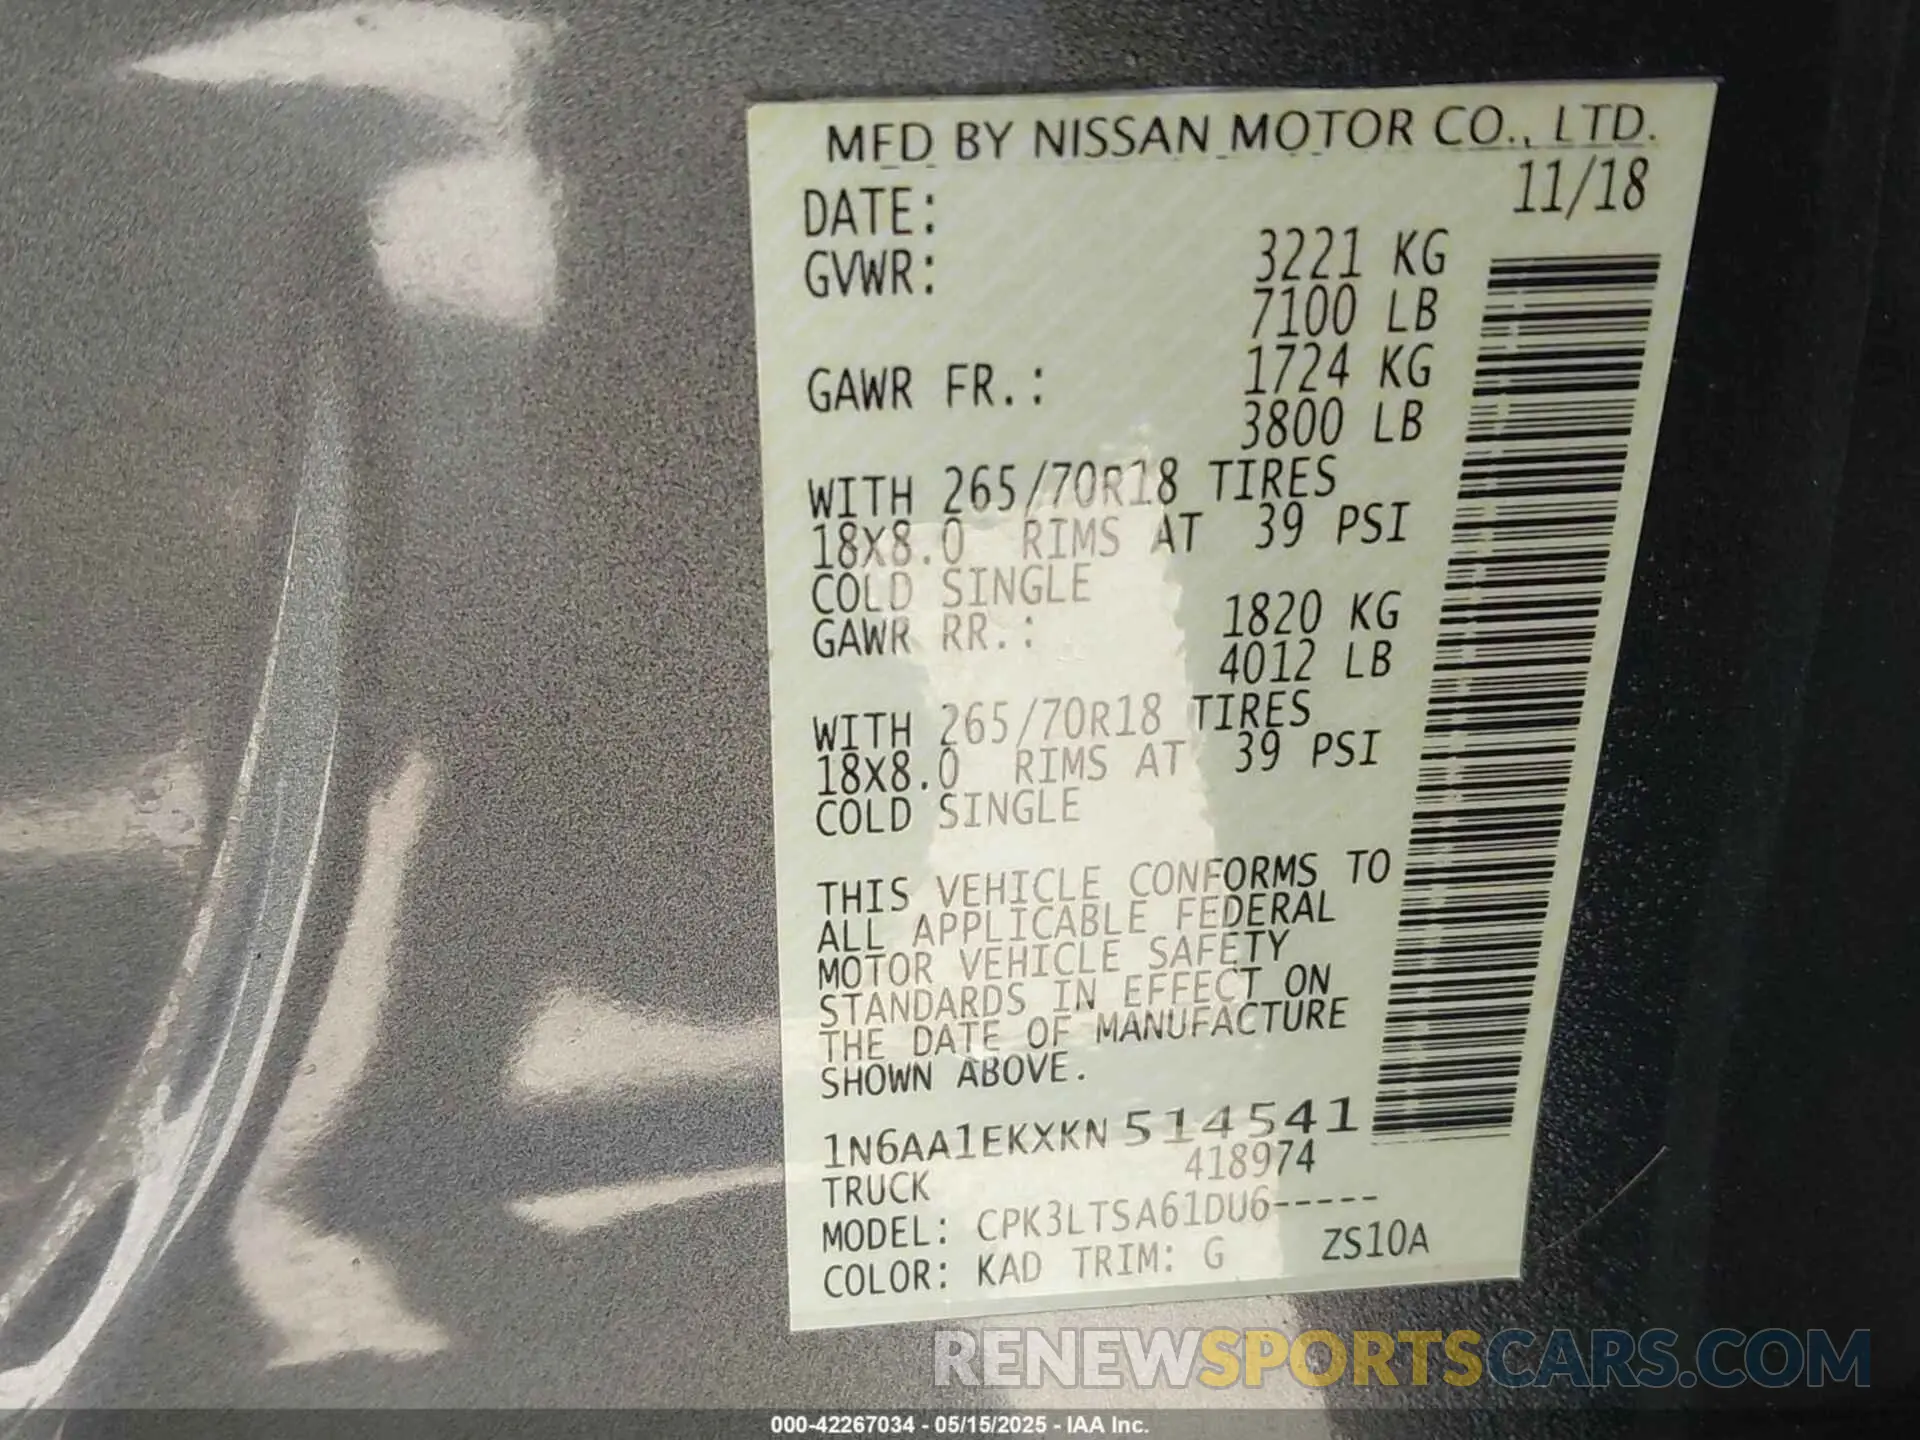 MFD BY NISSAN MOTOR CO., LTD.
DATE: 11/18
GVWR: 3221 KG
7100 LB
GAWR FR.: 1724 KG
3800 LB
WITH 265/70R18 TIRES
18X8.0 RIMS AT 39 PSI
COLD SINGLE
GAWR RR.: 1820 KG
4012 LB
WITH 265/70R18 TIRES
18X8.0 RIMS AT 39 PSI
COLD SINGLE
THIS VEHICLE CONFORMS TO
ALL APPLICABLE FEDERAL
MOTOR VEHICLE SAFETY
STANDARDS IN EFFECT ON
THE DATE OF MANUFACTURE
SHOWN ABOVE.
1N6AA1EKXKN514541
TRUCK 418974
MODEL: CPK3LTSA61DU6-----
COLOR: KAD TRIM: G ZS10A
RENEWSPORTSCARS.COM
000-42267034 - 05/15/2025 - IAA Inc.